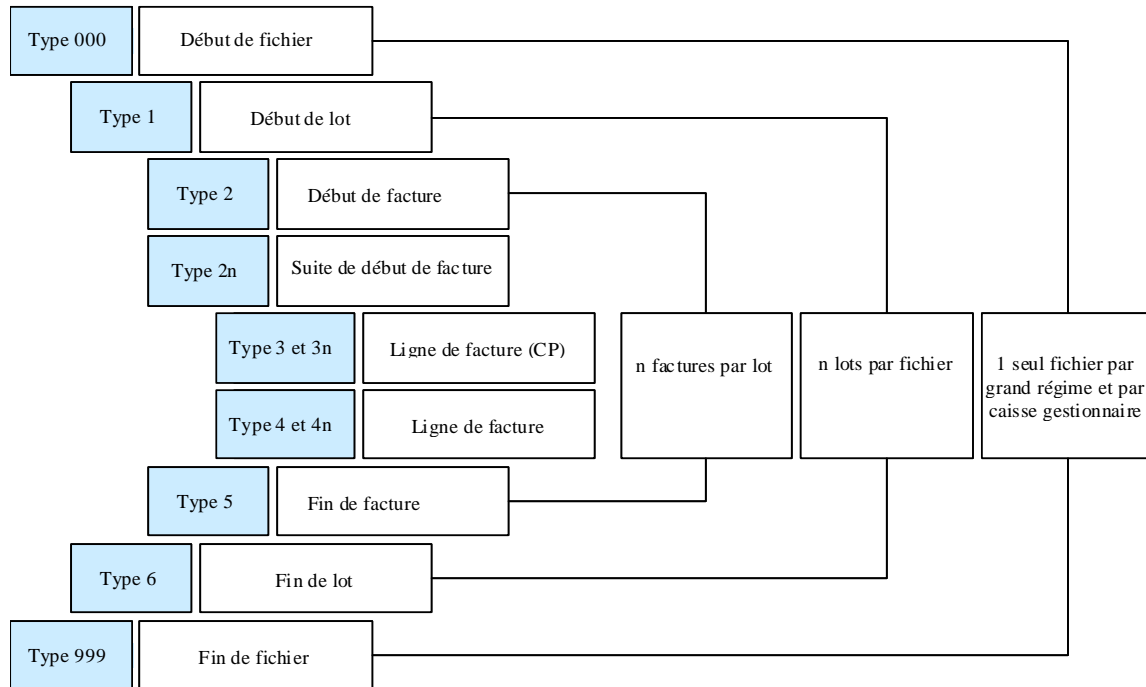 Type 000
Début de fichier
Type 1
Début de lot
Type 2
Début de facture
Type 2n
Suite de début de facture
Type 3 et 3n
Ligne de facture (CP)
Type 4 et 4n
Ligne de facture
n factures par lot
n lots par fichier
1 seul fichier par
grand régime et par
caisse gestionnaire
Type 5
Fin de facture
Type 6
Fin de lot
Type 999
Fin de fichier